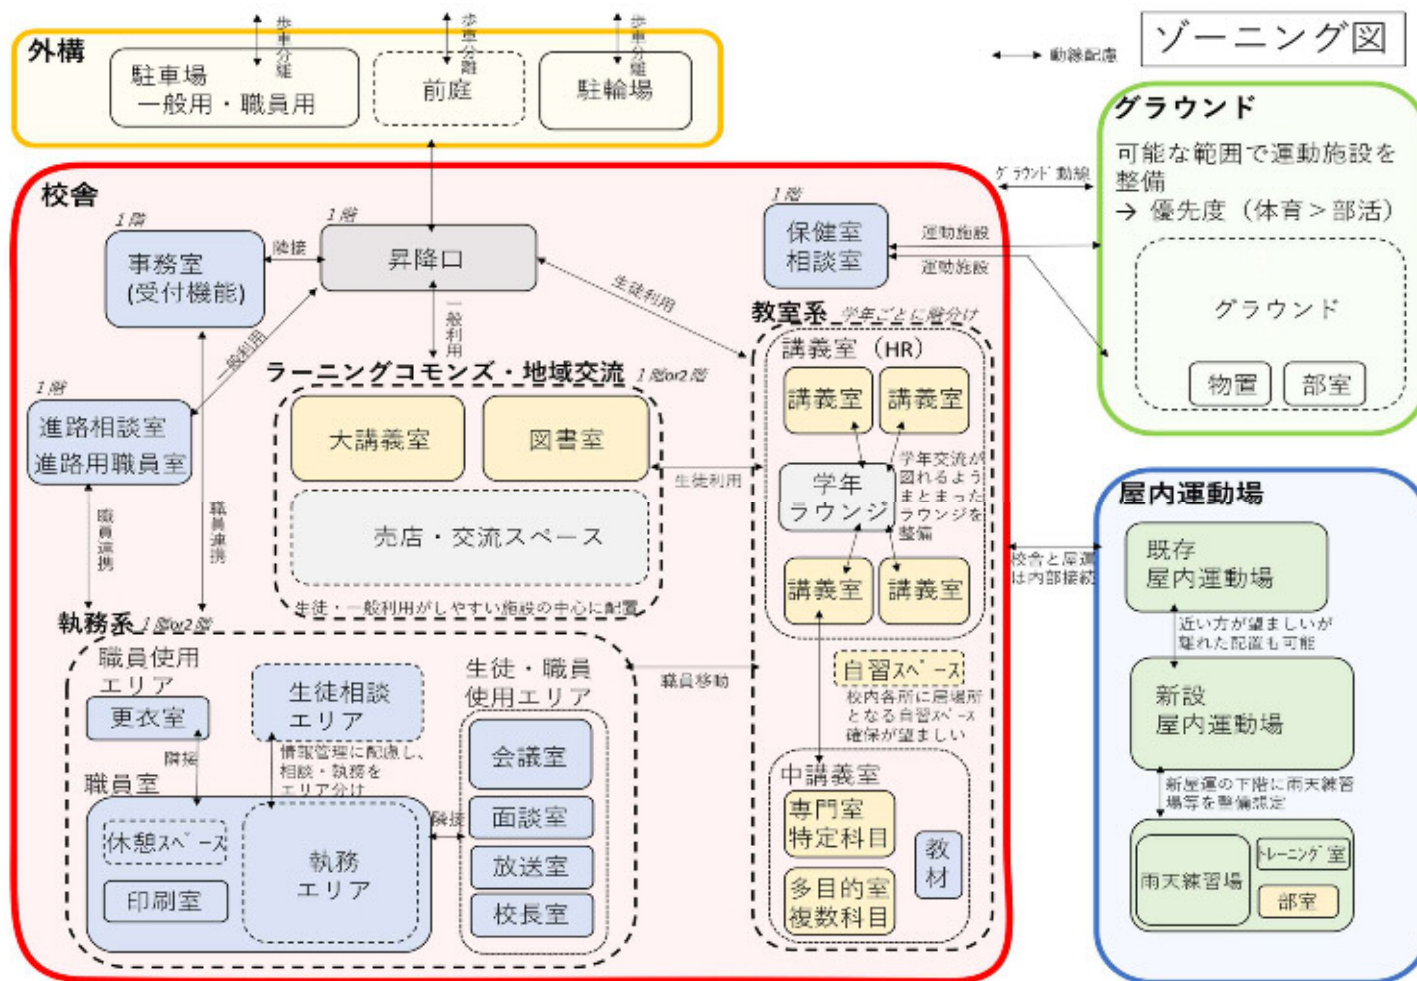 ゾーニング図
動線配慮
外構
歩車分離
歩車分離
歩車分離
駐車場
一般用・職員用
前庭
駐輪場
グラウンド
可能な範囲で運動施設を
整備
→ 優先度（体育＞部活）
グラウンド
物置
部室
グラウンド動線
校舎
1階
事務室
(受付機能)
隣接
1階
昇降口
1階
保健室
相談室
運動施設
運動施設
生徒利用
一般利用
一般利用
1階
進路相談室
進路用職員室
職員連携
職員連携
ラーニングコモンズ・地域交流 1階or2階
大講義室
図書室
売店・交流スペース
生徒・一般利用がしやすい施設の中心に配置
生徒利用
教室系 学年ごとに階分け
講義室（HR）
講義室
講義室
学年
ラウンジ
学年交流が
図れるよう
まとまった
ラウンジを
整備
講義室
講義室
自習スペース
校内各所に居場所
となる自習スペース
確保が望ましい
中講義室
専門室
特定科目
多目的室
複数科目
教材
職員移動
執務系 1階or2階
職員使用
エリア
更衣室
隣接
生徒相談
エリア
情報管理に配慮し、
相談・執務を
エリア分け
職員室
休憩スペース
印刷室
執務
エリア
隣接
生徒・職員
使用エリア
会議室
面談室
放送室
校長室
校舎と屋運
は内部接続
屋内運動場
既存
屋内運動場
近い方が望ましいが
離れた配置も可能
新設
屋内運動場
新屋運の下階に雨天練習
場等を整備想定
雨天練習場
トレーニング室
部室